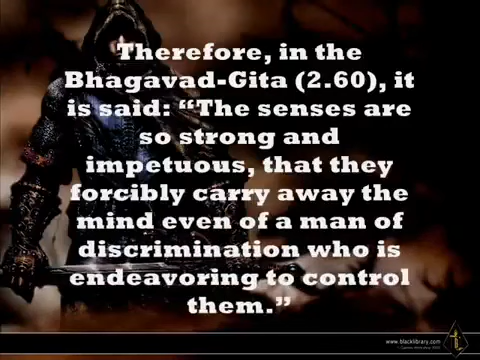 Therefore, in the
Bhagavad-Gita (2.60), it
is said: “The senses are
so strong and
impetuous, that they
forcibly carry away the
mind even of a man of
discrimination who is
endeavoring to control
them.”
www.blacklibrary.com